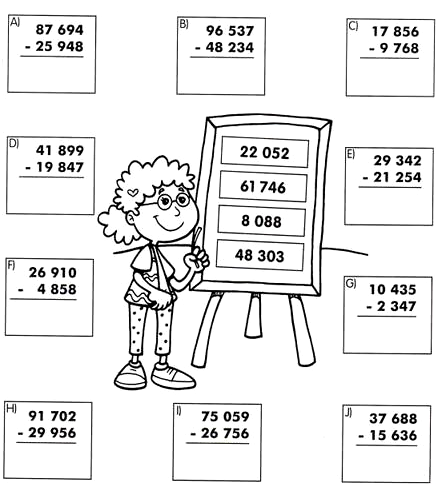 A)
87 694
- 25 948
B)
96 537
- 48 234
C)
17 856
- 9 768
D)
41 899
- 19 847
22 052
61 746
8 088
48 303
E)
29 342
- 21 254
F)
26 910
- 4 858
G)
10 435
- 2 347
H)
91 702
- 29 956
I)
75 059
- 26 756
J)
37 688
- 15 636